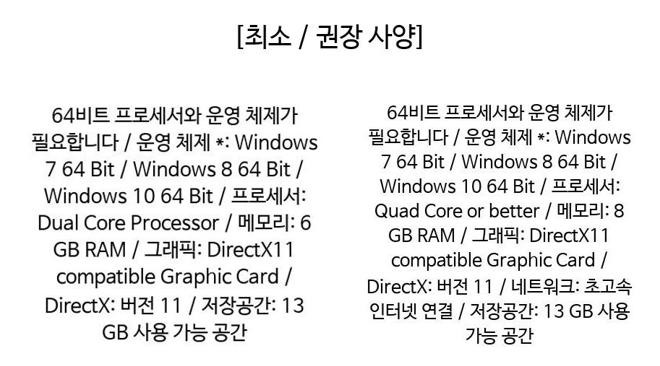 [최소 / 권장 사양]
64비트 프로세서와 운영 체제가
필요합니다 / 운영 체제 *: Windows
7 64 Bit / Windows 8 64 Bit /
Windows 10 64 Bit / 프로세서:
Dual Core Processor / 메모리: 6
GB RAM / 그래픽: DirectX11
compatible Graphic Card /
DirectX: 버전 11 / 저장공간: 13
GB 사용 가능 공간
64비트 프로세서와 운영 체제가
필요합니다 / 운영 체제 *: Windows
7 64 Bit / Windows 8 64 Bit /
Windows 10 64 Bit / 프로세서:
Quad Core or better / 메모리: 8
GB RAM / 그래픽: DirectX11
compatible Graphic Card /
DirectX: 버전 11 / 네트워크: 초고속
인터넷 연결 / 저장공간: 13 GB 사용
가능 공간